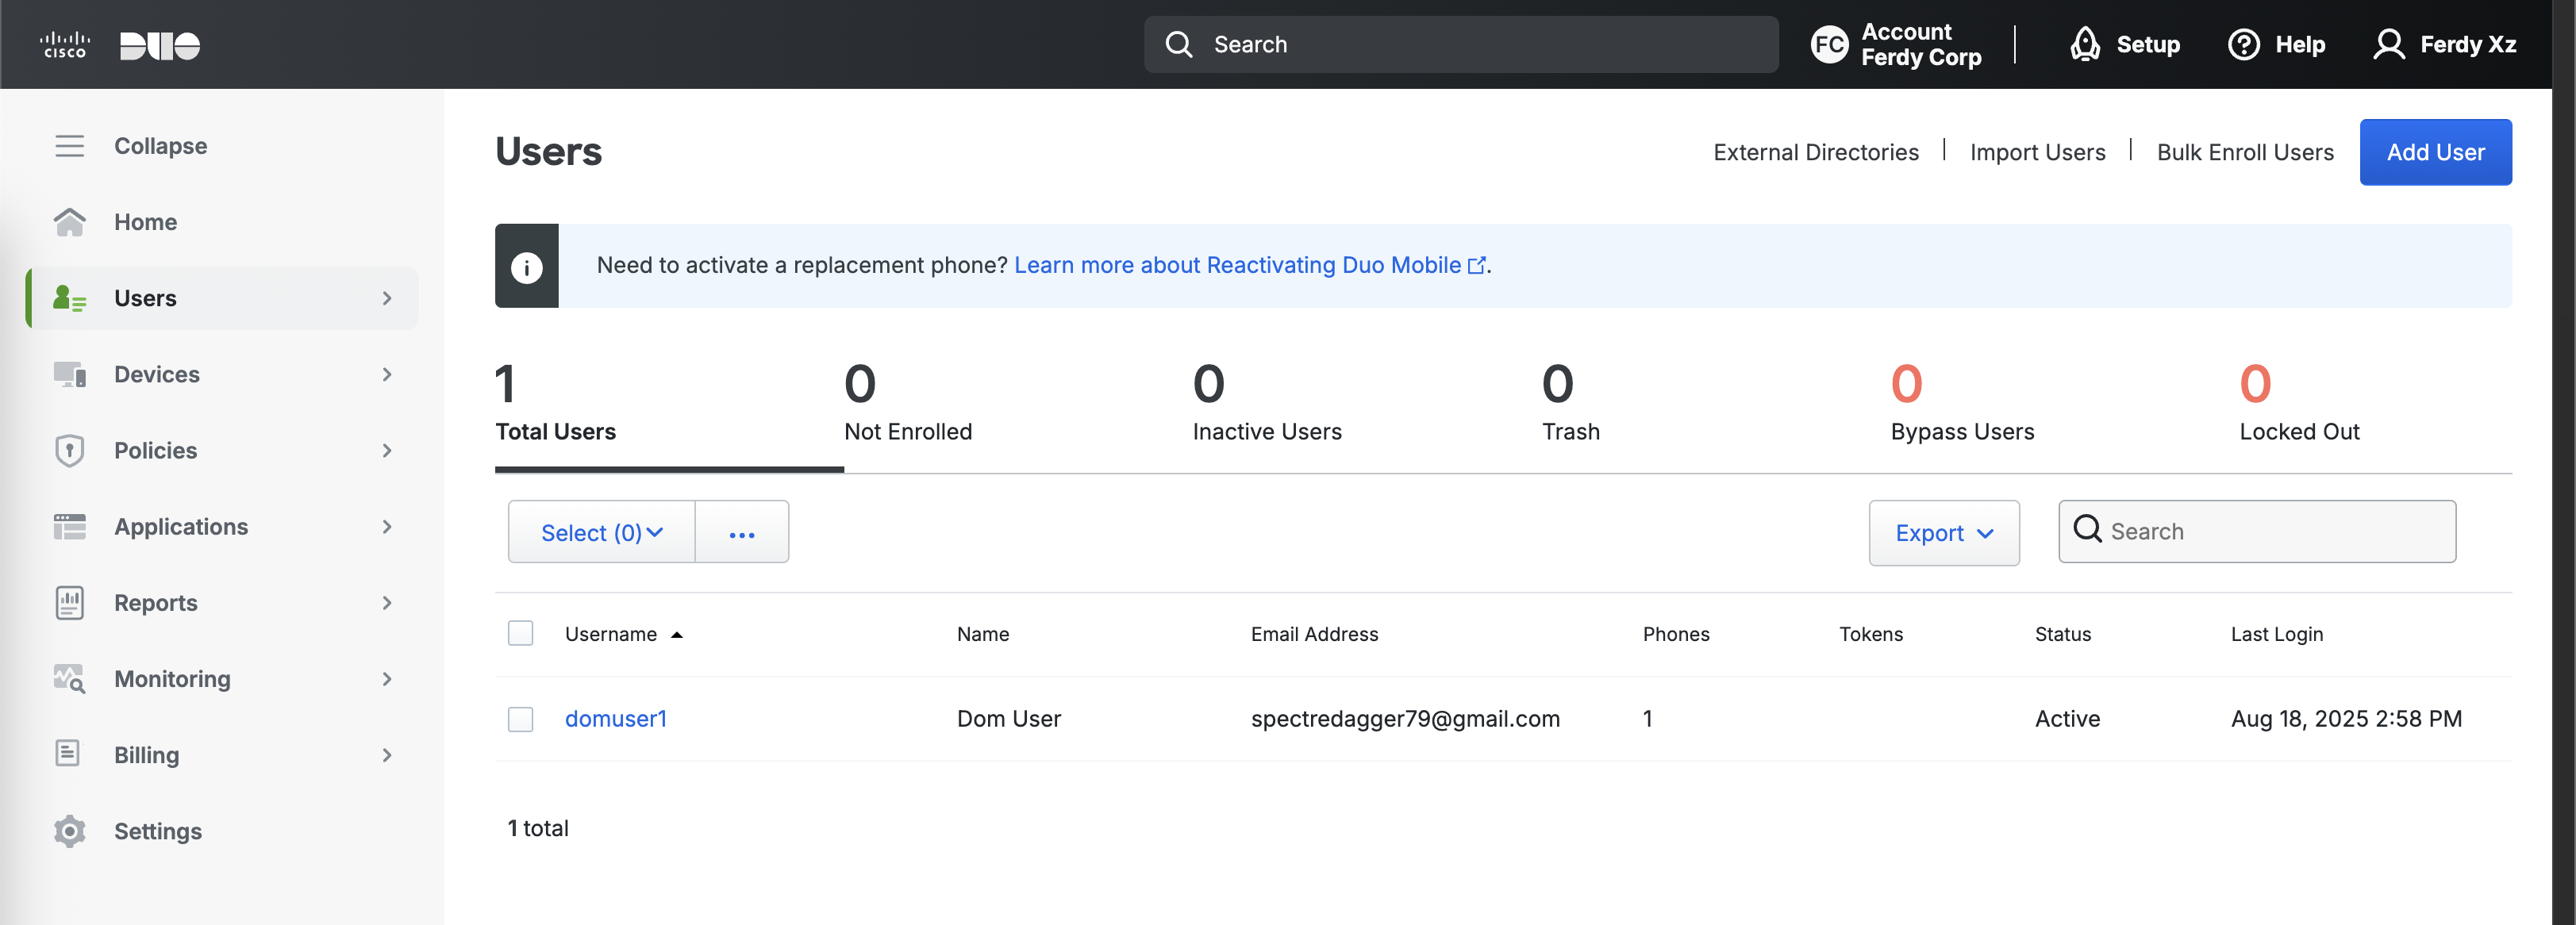 CISCO DUO
Search
FC
Account
Ferdy Corp
Setup
Help
Ferdy Xz
Collapse
Home
Users
Devices
Policies
Applications
Reports
Monitoring
Billing
Settings
Users
External Directories
Import Users
Bulk Enroll Users
Add User
Need to activate a replacement phone? Learn more about Reactivating Duo Mobile.
1
Total Users
0
Not Enrolled
0
Inactive Users
0
Trash
0
Bypass Users
0
Locked Out
Select (0)
...
Export
Search
Username Name Email Address Phones Tokens Status Last Login
domuser1 Dom User spectredagger79@gmail.com 1 Active Aug 18, 2025 2:58 PM
1 total